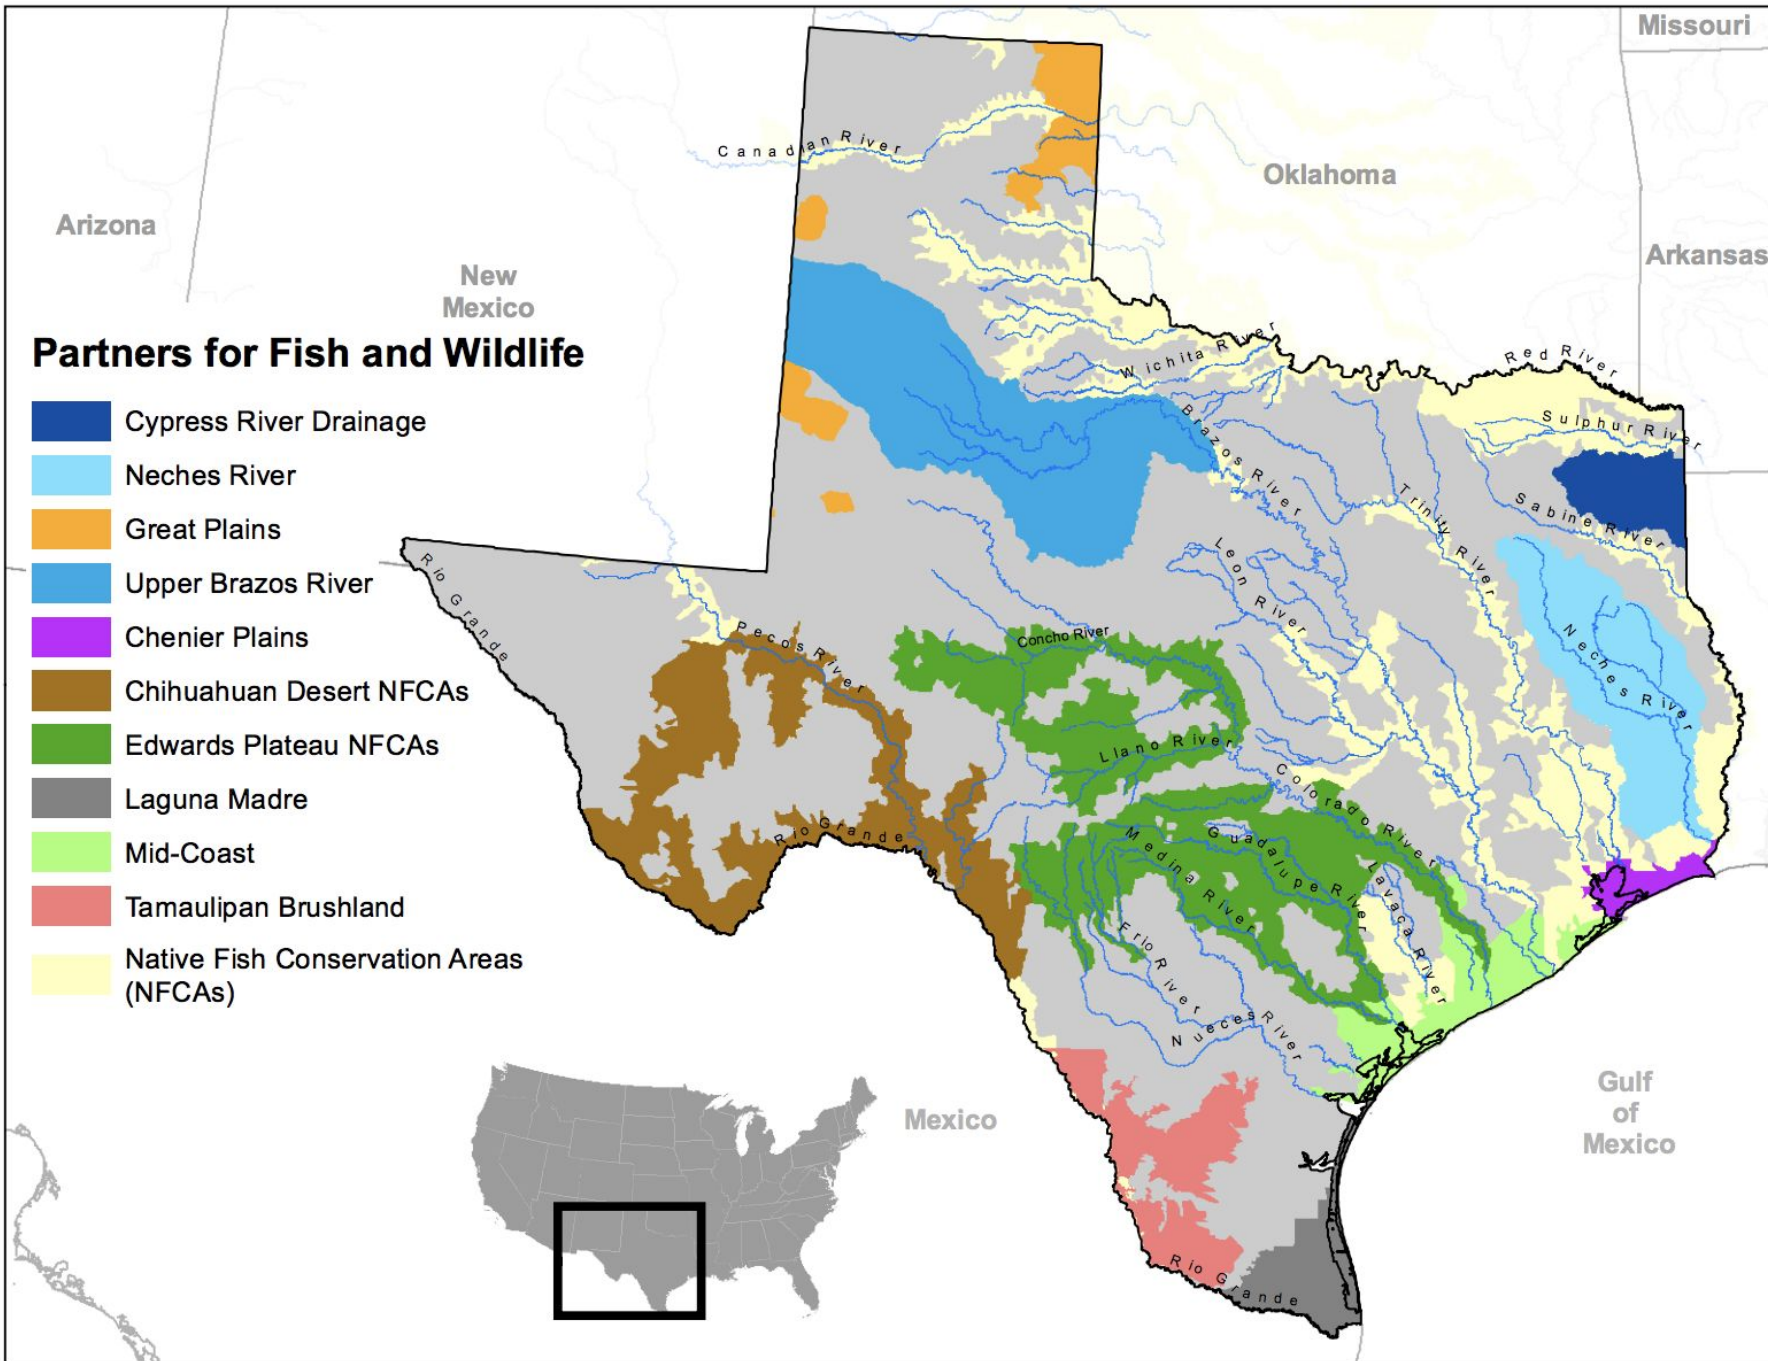 Missouri
Canadian River
Oklahoma
Arizona
Arkansas
New
Mexico
Partners for Fish and Wildlife
Wichita River
Red River
Cypress River Drainage
Neches River
Great Plains
Upper Brazos River
Chenier Plains
Chihuahuan Desert NFCAs
Edwards Plateau NFCAs
Laguna Madre
Mid-Coast
Tamaulipan Brushland
Native Fish Conservation Areas
(NFCAs)
Sulphur River
Brazos River
Trinity River
Sabine River
Rio Grande
Leon River
Neches River
Pecos River
Concho River
Llano River
Colorado River
Rio Grande
Medina River
Guadalupe River
Lavaca River
Frio River
Nueces River
Mexico
Gulf
of
Mexico
Rio Grande